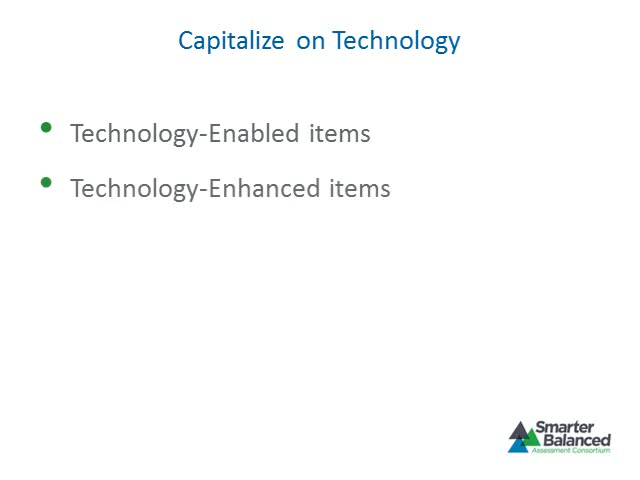 Capitalize on Technology
Technology-Enabled items
Technology-Enhanced items
Smarter
Balanced
Assessment Consortium